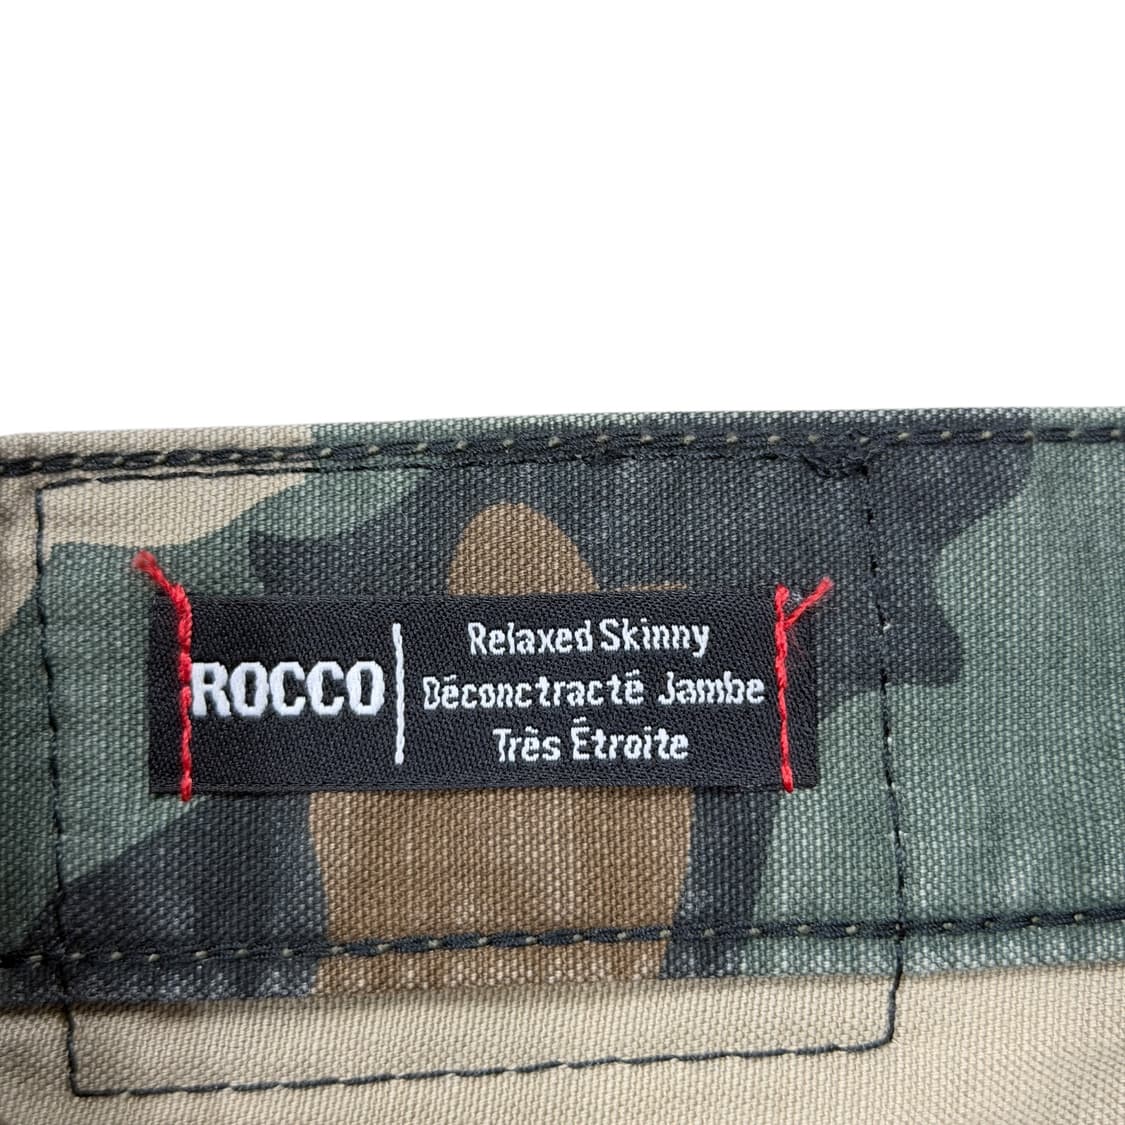 ROCCO
Relaxed Skinny
Déconctracté Jambe
Très Étroite